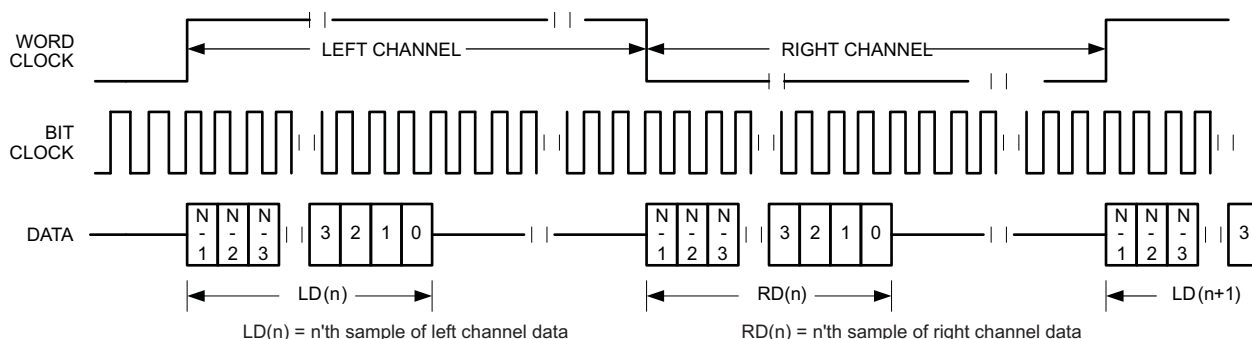 WORD
CLOCK
LEFT CHANNEL
RIGHT CHANNEL
BIT
CLOCK
DATA
N
-
1
N
-
2
N
-
3
3
2
1
0
N
-
1
N
-
2
N
-
3
3
2
1
0
N
-
1
N
-
2
N
-
3
3
LD(n)
RD(n)
LD(n+1)
LD(n) = n'th sample of left channel data
RD(n) = n'th sample of right channel data